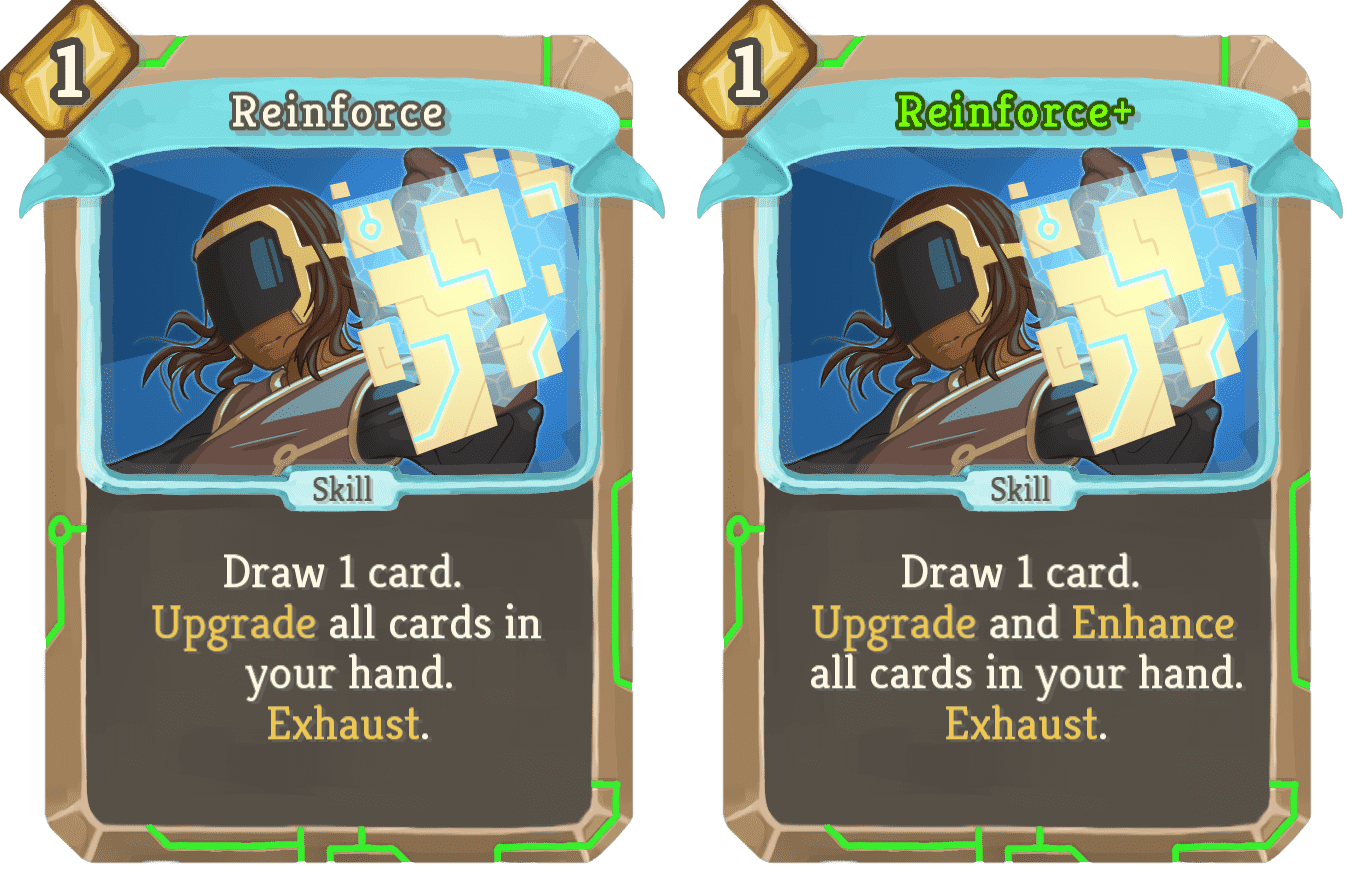 1
Reinforce
Skill
Draw 1 card.
Upgrade all cards in
your hand.
Exhaust.
1
Reinforce+
Skill
Draw 1 card.
Upgrade and Enhance
all cards in your hand.
Exhaust.